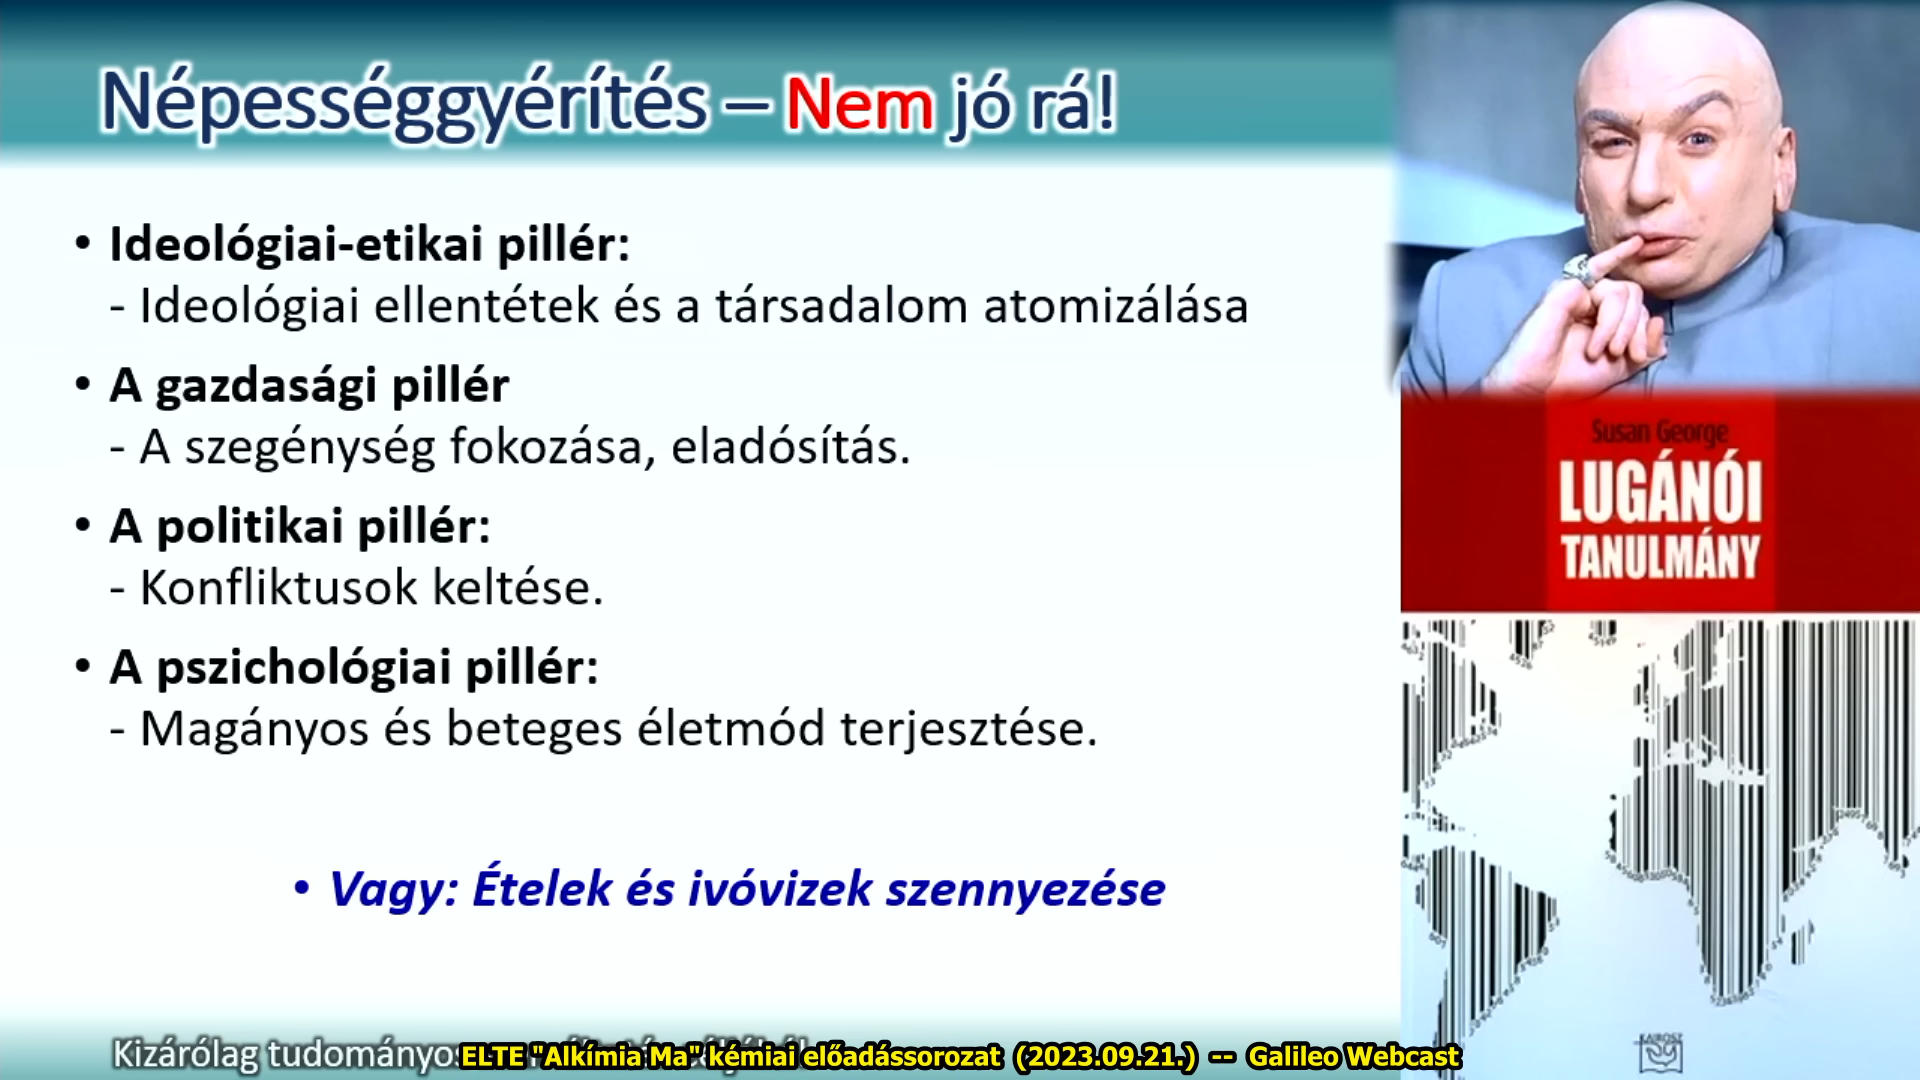 Népességgyérítés – Nem jó rá!
• Ideológiai-etikai pillér:
- Ideológiai ellentétek és a társadalom atomizálása
• A gazdasági pillér
- A szegénység fokozása, eladósítás.
• A politikai pillér:
- Konfliktusok keltése.
• A pszichológiai pillér:
- Magányos és beteges életmód terjesztése.
• Vagy: Ételek és ivóvizek szennyezése
Susan George
LUGÁNÓI
TANULMÁNY
KAIROSZ
Kizárólag
ELTE "Alkímia Ma" kémiai előadássorozat (2023.09.21.) -- Galileo Webcast